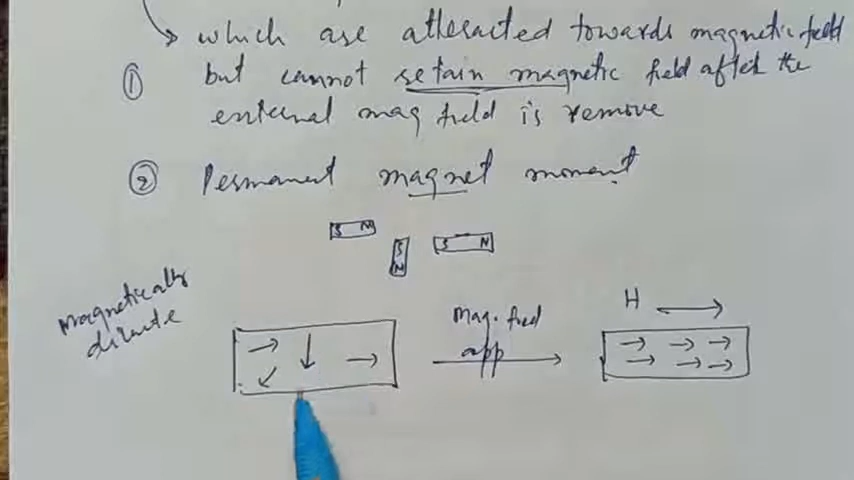 which are attracted towards magnetic field
① but cannot retain magnetic field after the
external mag field is remove
② Permanent magnet moment
S N
S N
S N
Magnetically
dilute
Mag. field
app
H